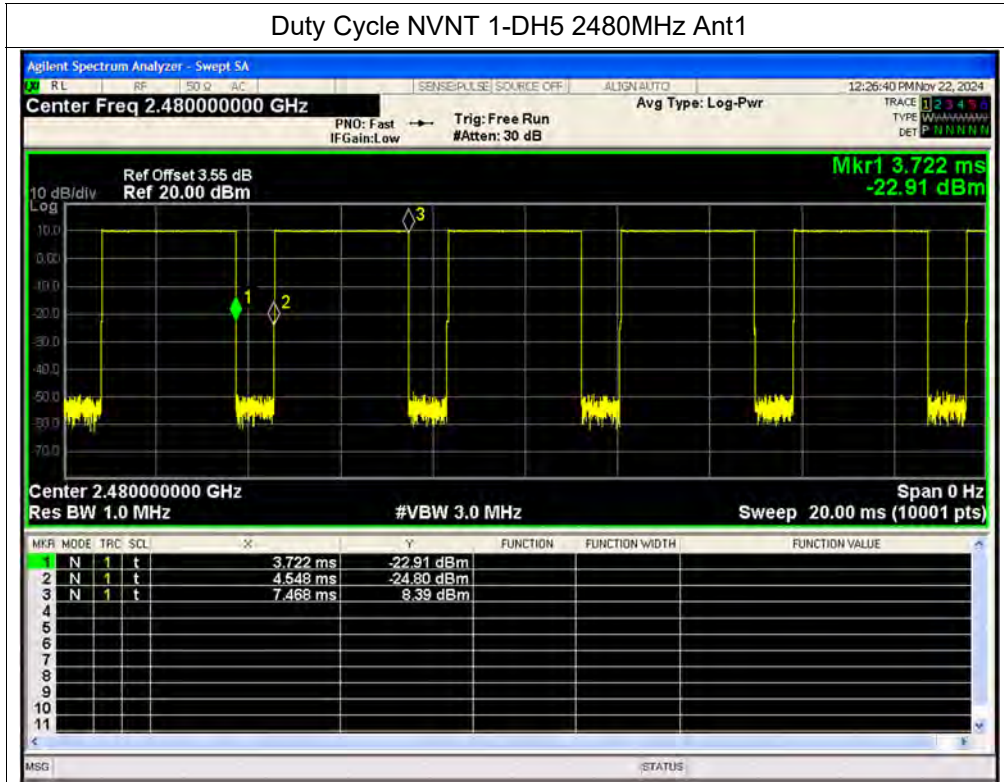 Duty Cycle NVNT 1-DH5 2480MHz Ant1
Agilent Spectrum Analyzer - Swept SA
RL RF 50 Ω AC SENSE:PULSE SOURCE OFF ALIGN AUTO 12:26:40 PM Nov 22, 2024
Center Freq 2.480000000 GHz Avg Type: Log-Pwr TRACE 1 2 3 4 5 6
PNO: Fast Trig: Free Run TYPE
IFGain:Low #Atten: 30 dB DET P N N N N N
Mkr1 3.722 ms
-22.91 dBm
Ref Offset 3.55 dB
10 dB/div Ref 20.00 dBm
Log
10.0
0.00
-10.0
-20.0
-30.0
-40.0
-50.0
-60.0
-70.0
1
2
3
Center 2.480000000 GHz Span 0 Hz
Res BW 1.0 MHz #VBW 3.0 MHz Sweep 20.00 ms (10001 pts)
MKR MODE TRC SCL X Y FUNCTION FUNCTION WIDTH FUNCTION VALUE
1 N 1 t 3.722 ms -22.91 dBm
2 N 1 t 4.548 ms -24.80 dBm
3 N 1 t 7.468 ms 8.39 dBm
4
5
6
7
8
9
10
11
MSG STATUS